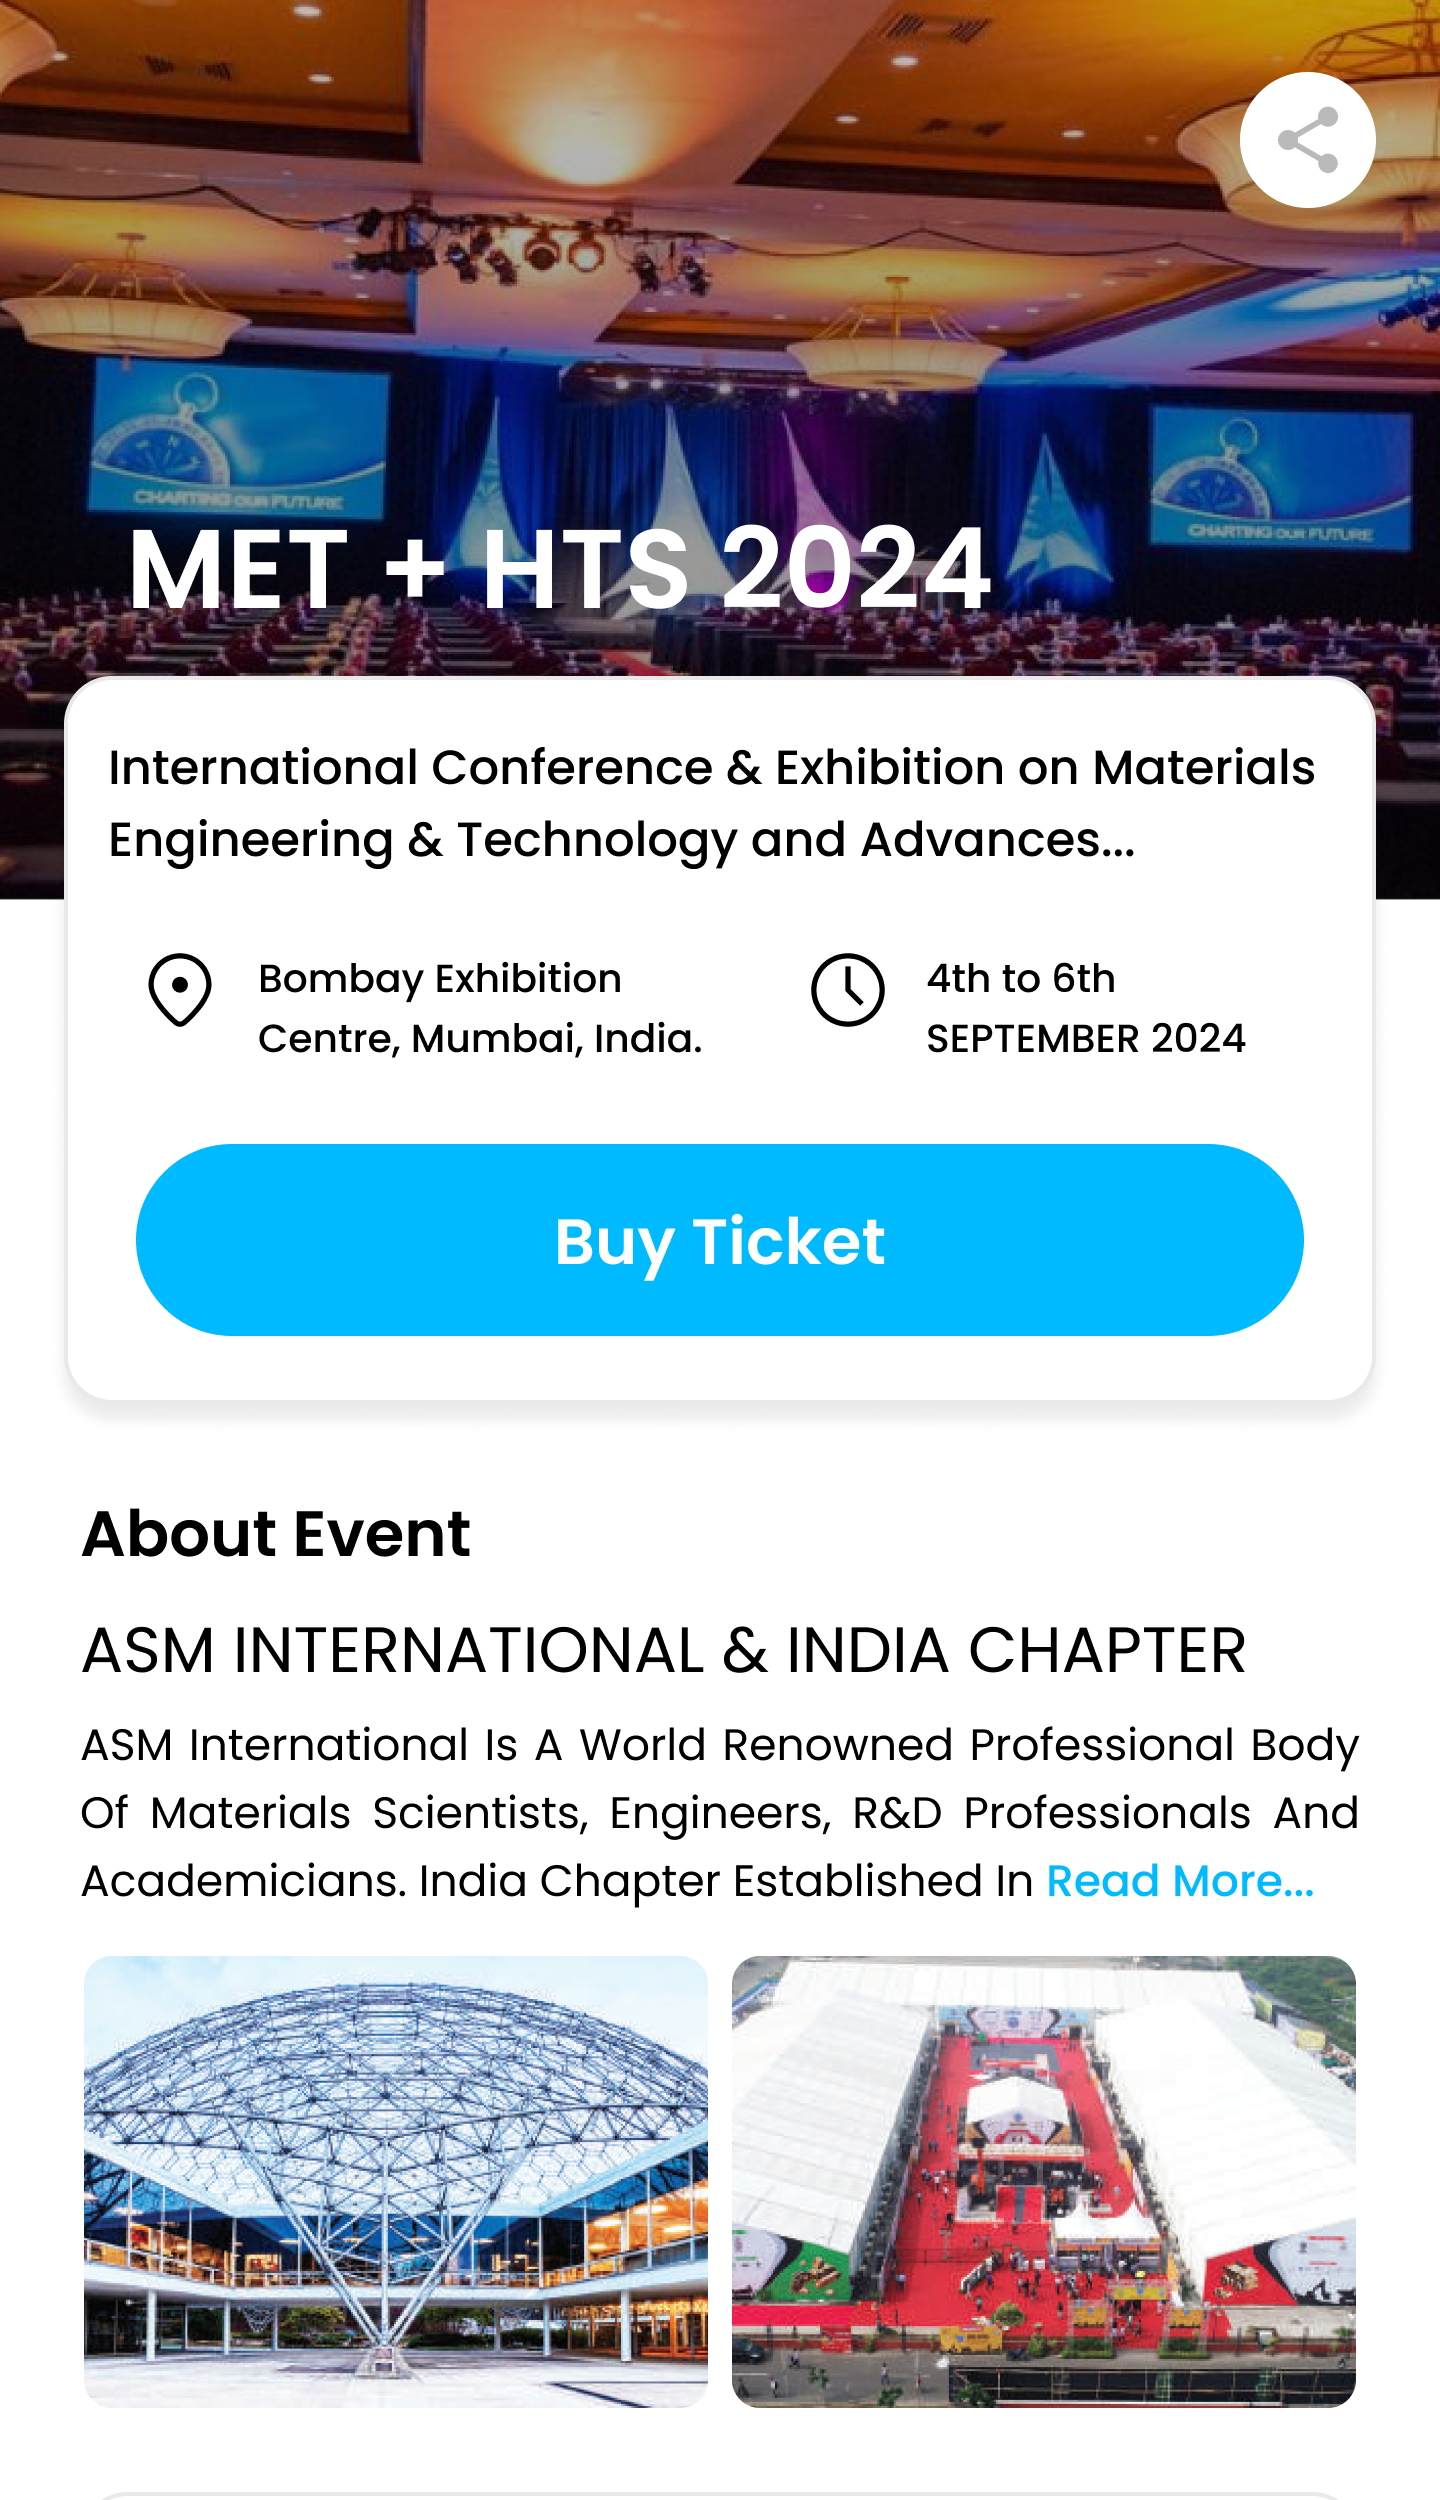 CHARTING OUR FUTURE
CHARTING OUR FUTURE
MET + HTS 2024
International Conference & Exhibition on Materials
Engineering & Technology and Advances...
Bombay Exhibition
Centre, Mumbai, India.
4th to 6th
SEPTEMBER 2024
Buy Ticket
About Event
ASM INTERNATIONAL & INDIA CHAPTER
ASM International Is A World Renowned Professional Body
Of Materials Scientists, Engineers, R&D Professionals And
Academicians. India Chapter Established In Read More...